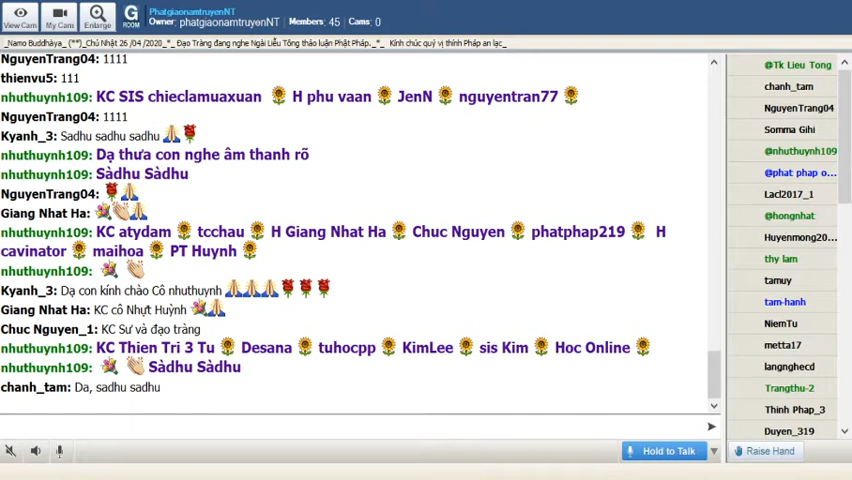 PhatgiaonamtruyenNT
Owner: phatgiaonamtruyenNT Members: 45 Cams: 0
View Cam My Cam Enlarge G ROOM
_Namo Buddhàya_ (**)_Chủ Nhật 26 /04 /2020_*_ Đạo Tràng đang nghe Ngài Liễu Tông thảo luận Phật Pháp._*_ Kính chúc quý vị thính Pháp an lạc_
NguyenTrang04: 1111
thienvu5: 111
nhuthuynh109: KC SIS chieclamuaxuan 🌻 H phu vaan 🌻 JenN 🌻 nguyentran77 🌻
NguyenTrang04: 1111
Kyanh_3: Sadhu sadhu sadhu 🙏🌹
nhuthuynh109: Dạ thưa con nghe âm thanh rõ
nhuthuynh109: Sàdhu Sàdhu
NguyenTrang04: 🌹🙏
Giang Nhat Ha: 💐👏🙏
nhuthuynh109: KC atydam 🌻 tcchau 🌻 H Giang Nhat Ha 🌻 Chuc Nguyen 🌻 phatphap219 🌻 H
cavinator 🌻 maihoa 🌻 PT Huynh 🌻
nhuthuynh109: 💐 👏
Kyanh_3: Dạ con kính chào Cô nhuthuynh 🙏🙏🙏🌹🌹🌹
Giang Nhat Ha: KC cô Nhựt Huỳnh 💐🙏
Chuc Nguyen_1: KC Sư và đạo tràng
nhuthuynh109: KC Thien Tri 3 Tu 🌻 Desana 🌻 tuhocpp 🌻 KimLee 🌻 sis Kim 🌻 Hoc Online 🌻
nhuthuynh109: 💐 👏 Sàdhu Sàdhu
chanh_tam: Da, sadhu sadhu
@Tk Lieu Tong
chanh_tam
NguyenTrang04
Somma Gihi
@nhuthuynh109
@phat phap o...
Lacl2017_1
@hongnhat
Huyenmong20...
thy lam
tamuy
tam-hanh
NiemTu
metta17
langnghecd
Trangthu-2
Thinh Phap_3
Duyen_319
Hold to Talk
Raise Hand